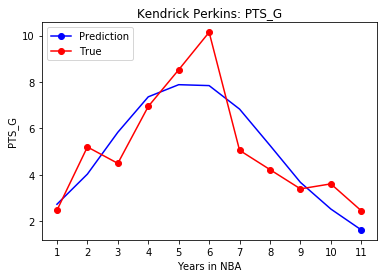 Kendrick Perkins: PTS_G
Prediction
True
PTS_G
10
8
6
4
2
1 2 3 4 5 6 7 8 9 10 11
Years in NBA